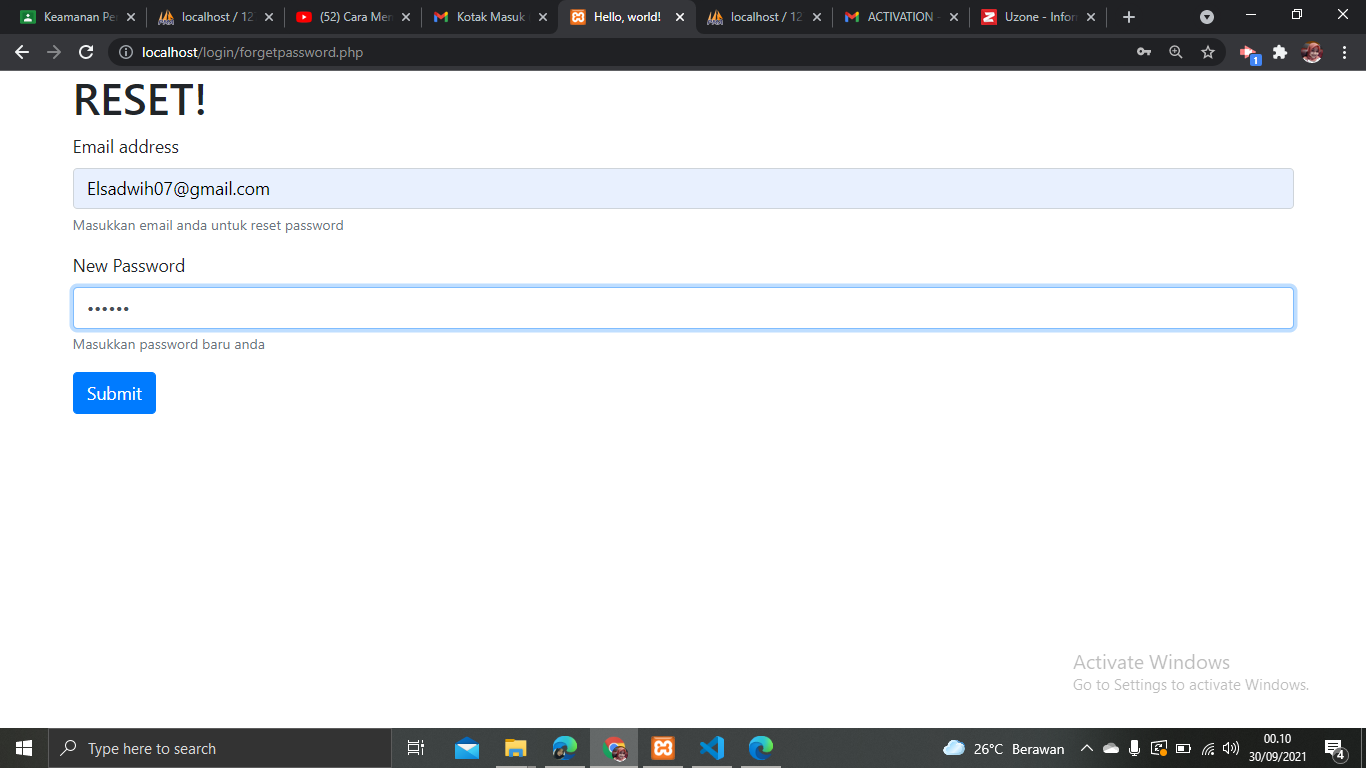 Keamanan Pe
localhost / 12
(52) Cara Men
Kotak Masuk
Hello, world!
localhost / 12
ACTIVATION
Uzone - Infor
localhost/login/forgetpassword.php
1
RESET!
Email address
Elsadwih07@gmail.com
Masukkan email anda untuk reset password
New Password
••••••
Masukkan password baru anda
Submit
Activate Windows
Go to Settings to activate Windows.
Type here to search
26°C Berawan
00.10
30/09/2021
4